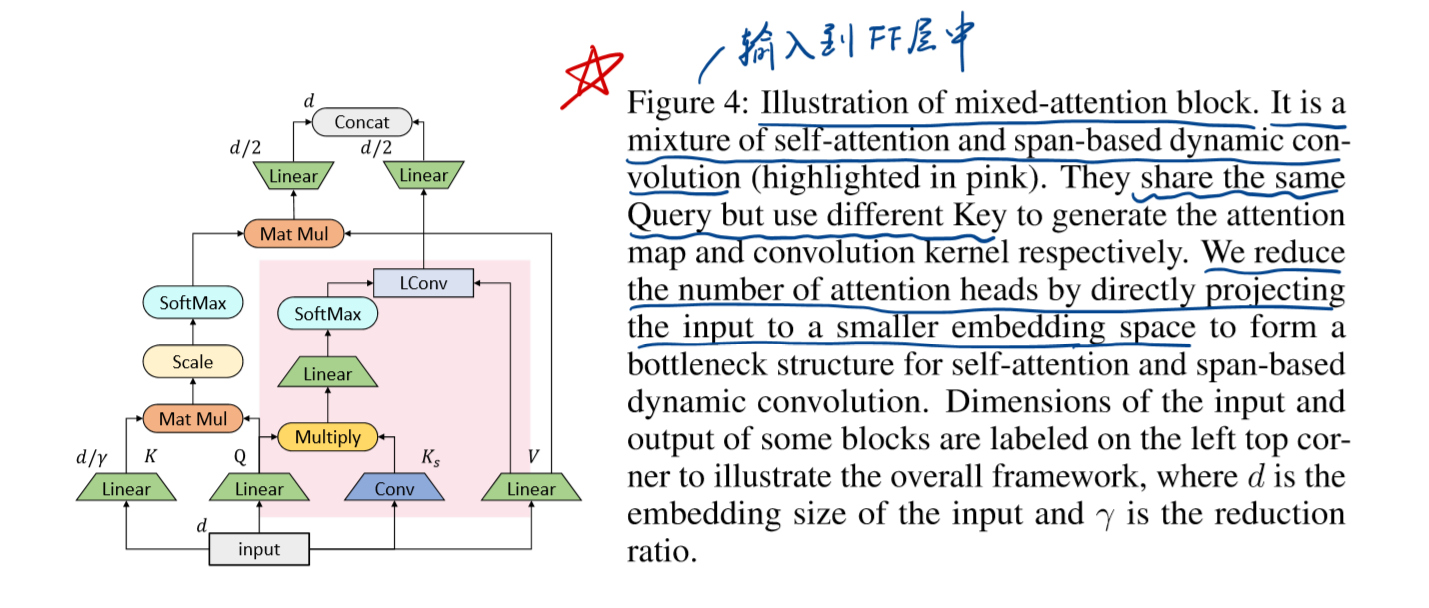 输入到FF层中
d
Concat
d/2
d/2
Linear
Linear
Mat Mul
LConv
SoftMax
SoftMax
Scale
Linear
Mat Mul
Multiply
d/γ
K
Q
Kₛ
V
Linear
Linear
Conv
Linear
d
input
Figure 4: Illustration of mixed-attention block. It is a
mixture of self-attention and span-based dynamic con-
volution (highlighted in pink). They share the same
Query but use different Key to generate the attention
map and convolution kernel respectively. We reduce
the number of attention heads by directly projecting
the input to a smaller embedding space to form a
bottleneck structure for self-attention and span-based
dynamic convolution. Dimensions of the input and
output of some blocks are labeled on the left top cor-
ner to illustrate the overall framework, where d is the
embedding size of the input and γ is the reduction
ratio.